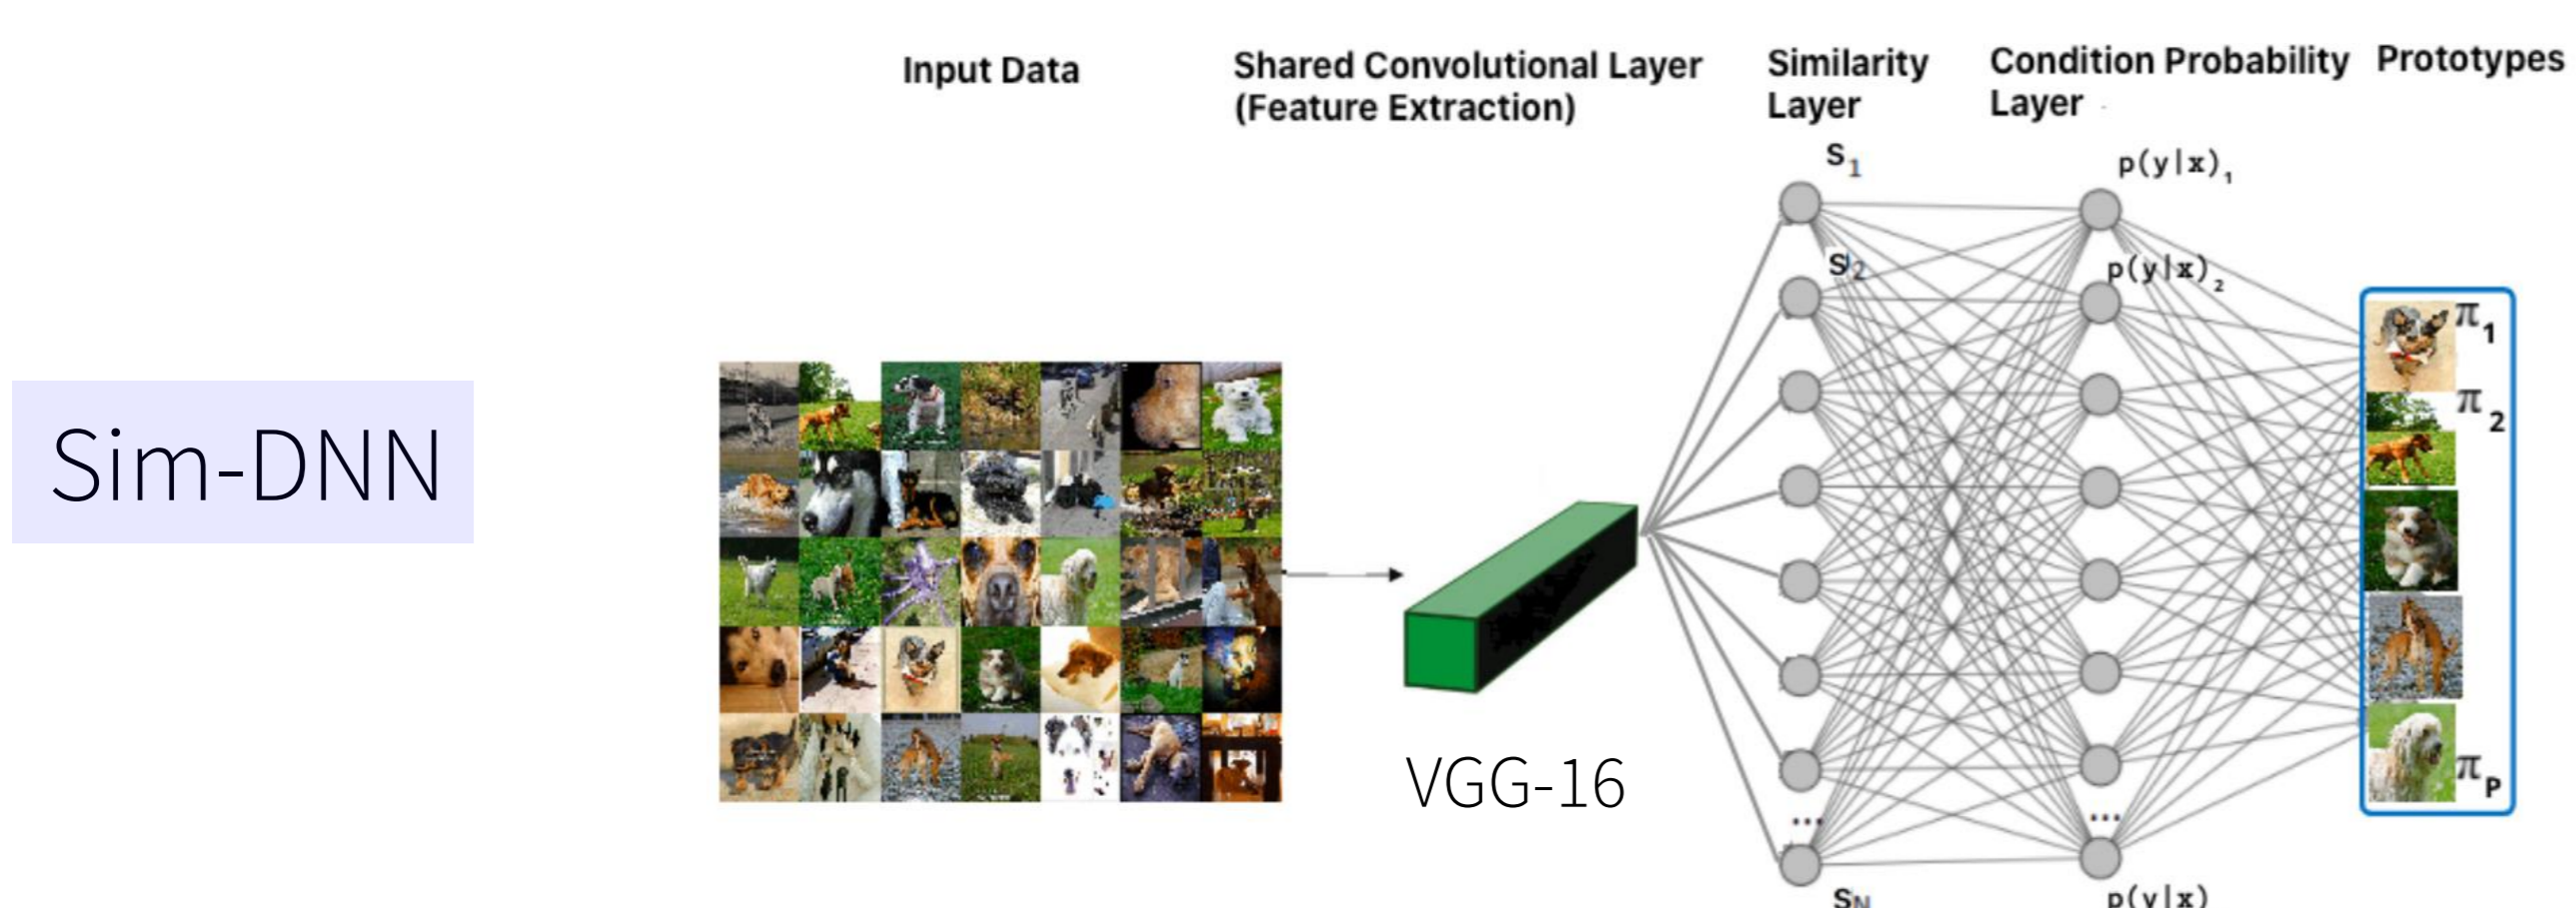 Input Data
Shared Convolutional Layer
(Feature Extraction)
Similarity
Layer
Condition Probability
Layer
Prototypes
S1
S2
SN
p(y|x)1
p(y|x)2
p(y|x)
π1
π2
πP
Sim-DNN
VGG-16
...
...